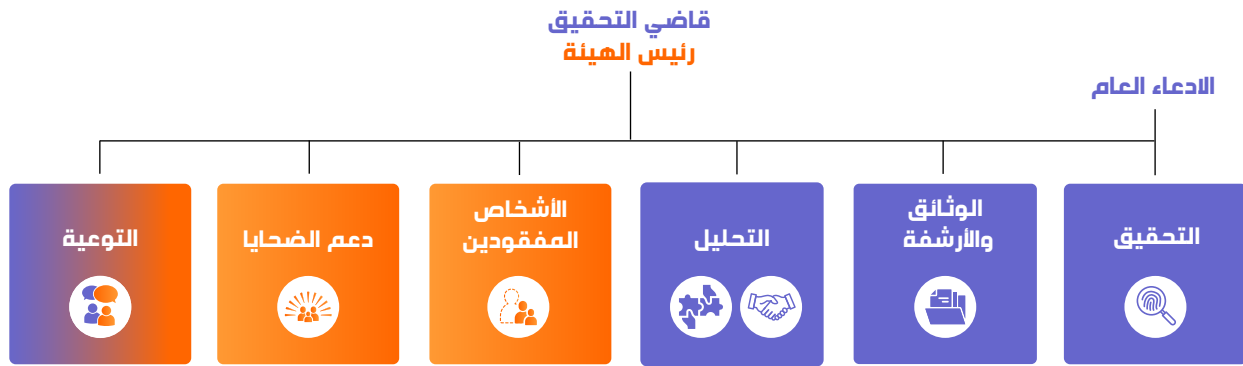 قاضي التحقيق
رئيس الهيئة
الادعاء العام
التحقيق
الوثائق
والأرشفة
التحليل
الأشخاص
المفقودين
دعم الضحايا
التوعية